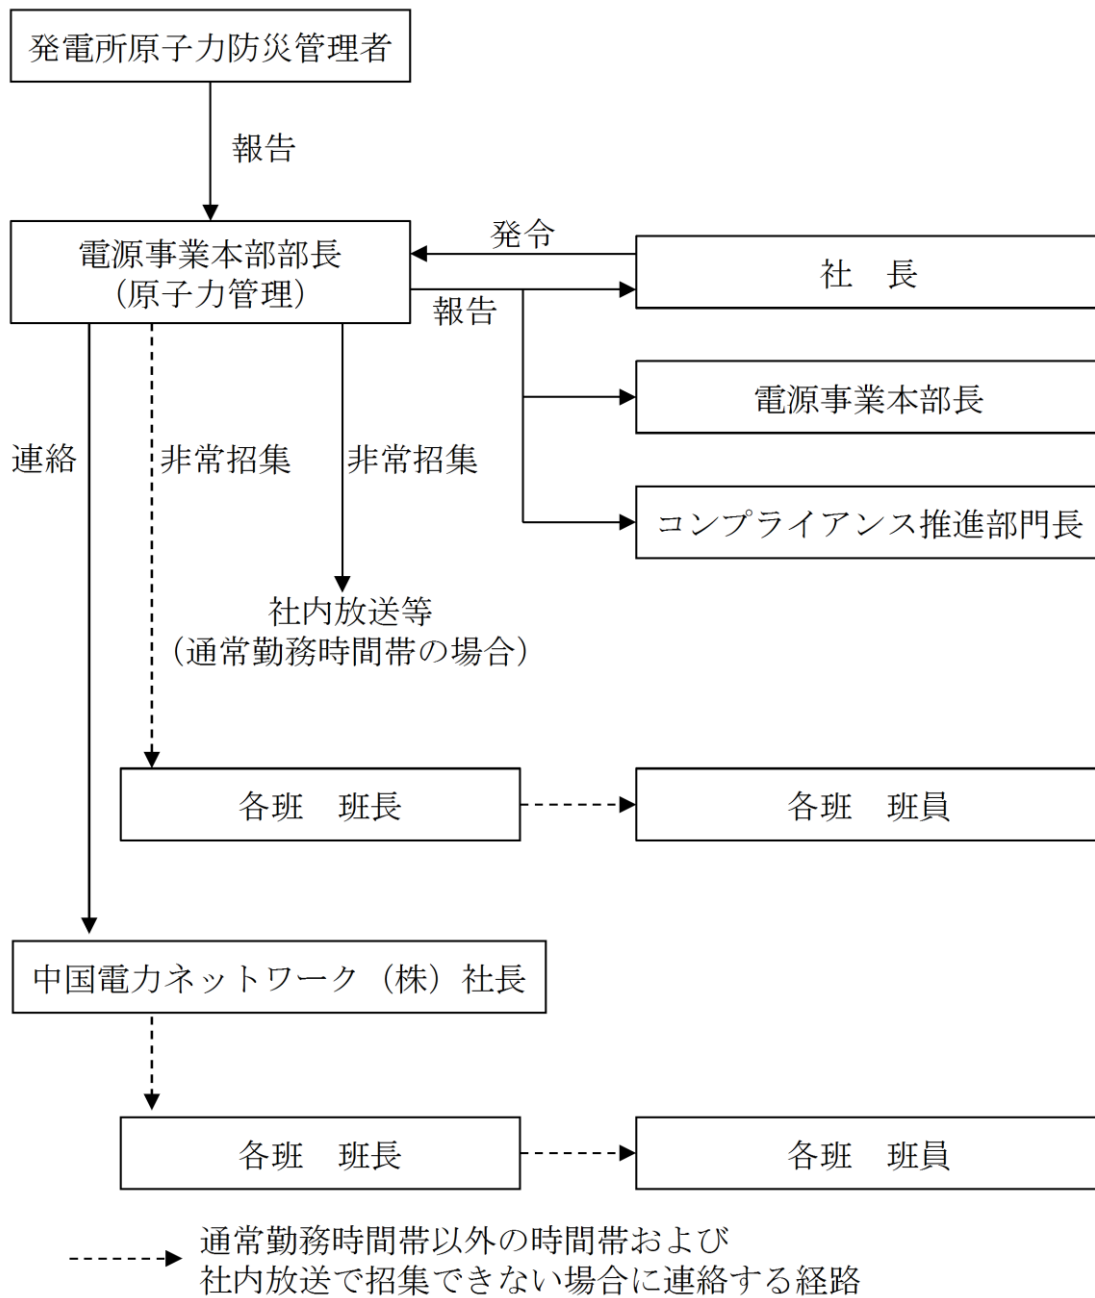 発電所原子力防災管理者
報告
電源事業本部部長
（原子力管理）
発令
報告
社　長
電源事業本部長
コンプライアンス推進部門長
連絡
非常招集
非常招集
社内放送等
（通常勤務時間帯の場合）
各班　班長
各班　班員
中国電力ネットワーク（株）社長
各班　班長
各班　班員
通常勤務時間帯以外の時間帯および
社内放送で招集できない場合に連絡する経路